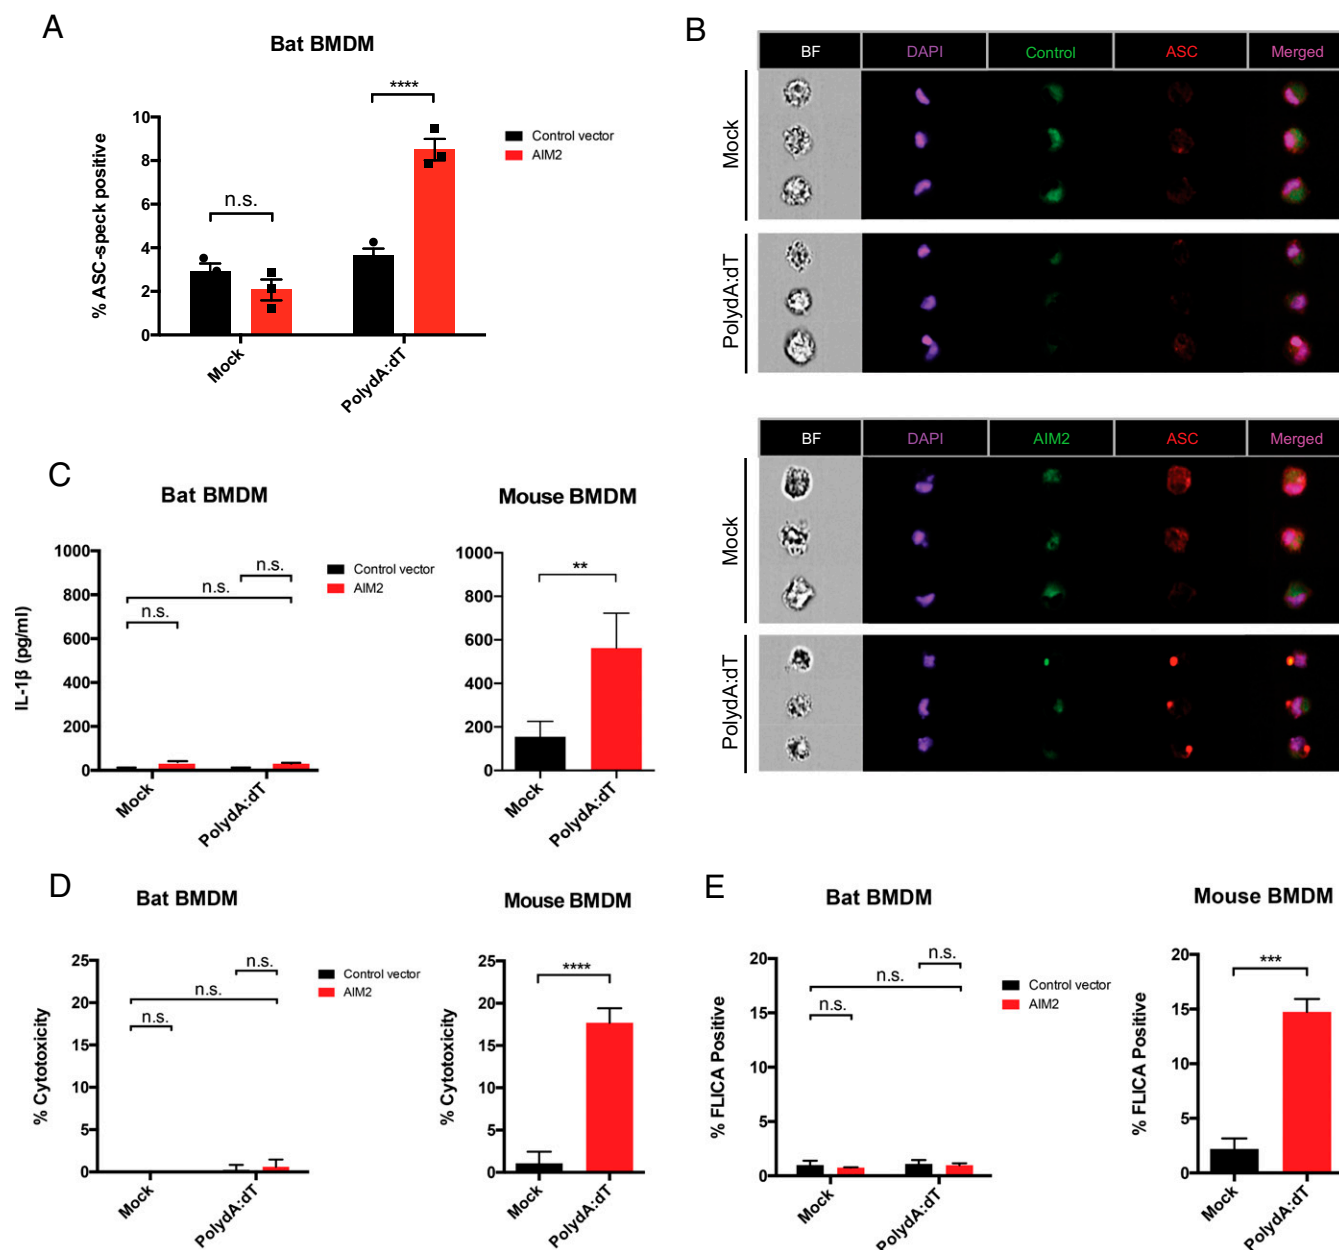 A
Bat BMDM
% ASC-speck positive
10
8
6
4
2
0
n.s.
****
Mock
PolydA:dT
Control vector
AIM2
B
BF DAPI Control ASC Merged
Mock
PolydA:dT
BF DAPI AIM2 ASC Merged
Mock
PolydA:dT
C
Bat BMDM
IL-1β (pg/ml)
1000
800
600
400
200
0
n.s.
n.s.
n.s.
Mock
PolydA:dT
Control vector
AIM2
Mouse BMDM
1000
800
600
400
200
0
**
Mock
PolydA:dT
D
Bat BMDM
% Cytotoxicity
25
20
15
10
5
0
n.s.
n.s.
n.s.
Mock
PolydA:dT
Control vector
AIM2
Mouse BMDM
% Cytotoxicity
25
20
15
10
5
0
****
Mock
PolydA:dT
E
Bat BMDM
% FLICA Positive
20
15
10
5
0
n.s.
n.s.
n.s.
Mock
PolydA:dT
Control vector
AIM2
Mouse BMDM
% FLICA Positive
20
15
10
5
0
***
Mock
PolydA:dT